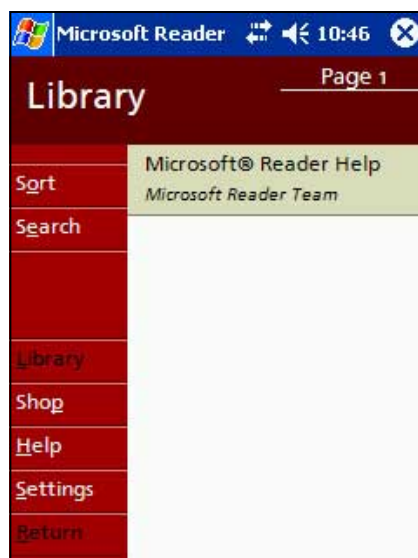 Microsoft Reader 10:46
Library
Page 1
Microsoft® Reader Help
Microsoft Reader Team
Sort
Search
Library
Shop
Help
Settings
Return